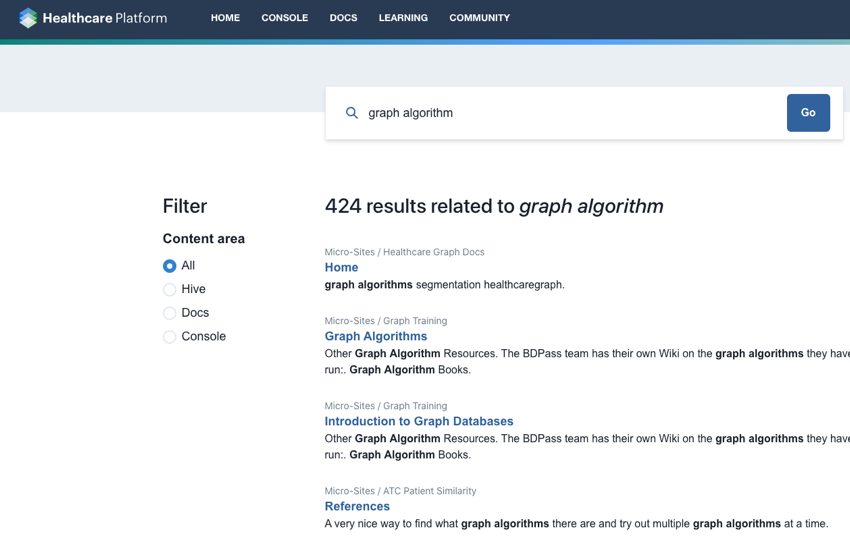 Healthcare Platform HOME CONSOLE DOCS LEARNING COMMUNITY
graph algorithm Go
Filter
Content area
All
Hive
Docs
Console
424 results related to graph algorithm
Micro-Sites / Healthcare Graph Docs
Home
graph algorithms segmentation healthcaregraph.
Micro-Sites / Graph Training
Graph Algorithms
Other Graph Algorithm Resources. The BDPass team has their own Wiki on the graph algorithms they have
run:. Graph Algorithm Books.
Micro-Sites / Graph Training
Introduction to Graph Databases
Other Graph Algorithm Resources. The BDPass team has their own Wiki on the graph algorithms they have
run:. Graph Algorithm Books.
Micro-Sites / ATC Patient Similarity
References
A very nice way to find what graph algorithms there are and try out multiple graph algorithms at a time.